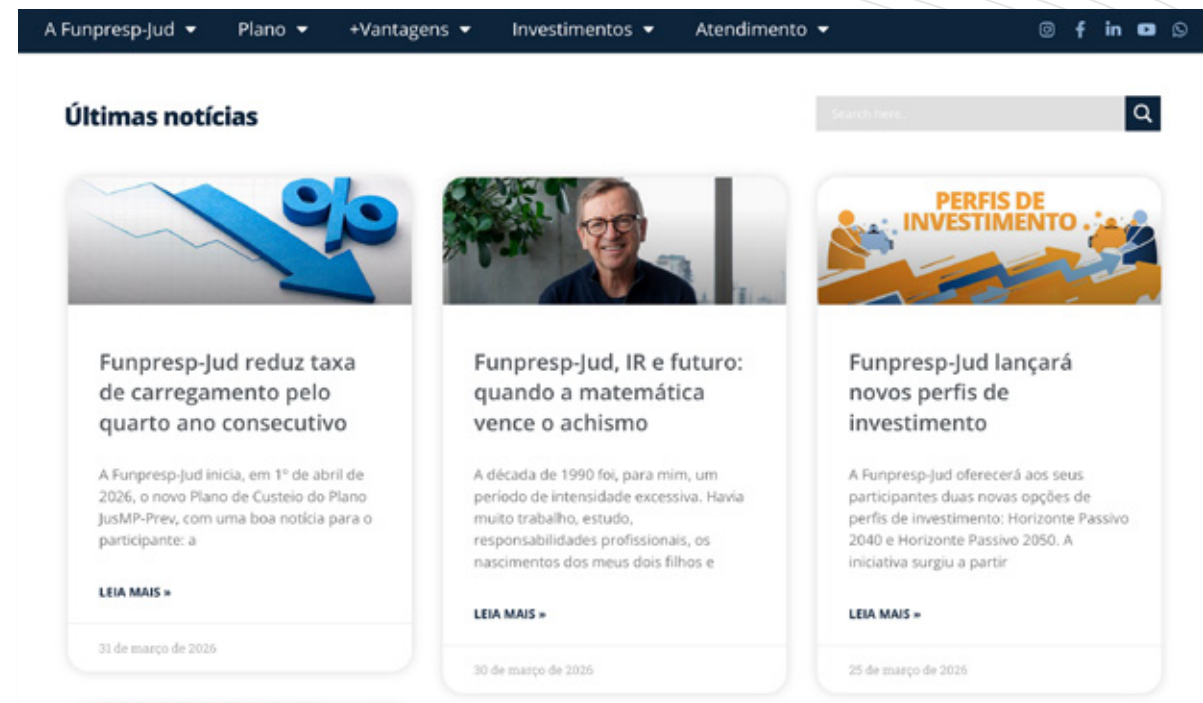 A Funpresp-Jud Plano +Vantagens Investimentos Atendimento
Últimas notícias
Search here..
%
PERFIS DE
INVESTIMENTO
Funpresp-Jud reduz taxa
de carregamento pelo
quarto ano consecutivo
A Funpresp-Jud inicia, em 1º de abril de
2026, o novo Plano de Custeio do Plano
JusMP-Prev, com uma boa notícia para o
participante: a
LEIA MAIS »
31 de março de 2026
Funpresp-Jud, IR e futuro:
quando a matemática
vence o achismo
A década de 1990 foi, para mim, um
período de intensidade excessiva. Havia
muito trabalho, estudo,
responsabilidades profissionais, os
nascimentos dos meus dois filhos e
LEIA MAIS »
30 de março de 2026
Funpresp-Jud lançará
novos perfis de
investimento
A Funpresp-Jud oferecerá aos seus
participantes duas novas opções de
perfis de investimento: Horizonte Passivo
2040 e Horizonte Passivo 2050. A
iniciativa surgiu a partir
LEIA MAIS »
25 de março de 2026